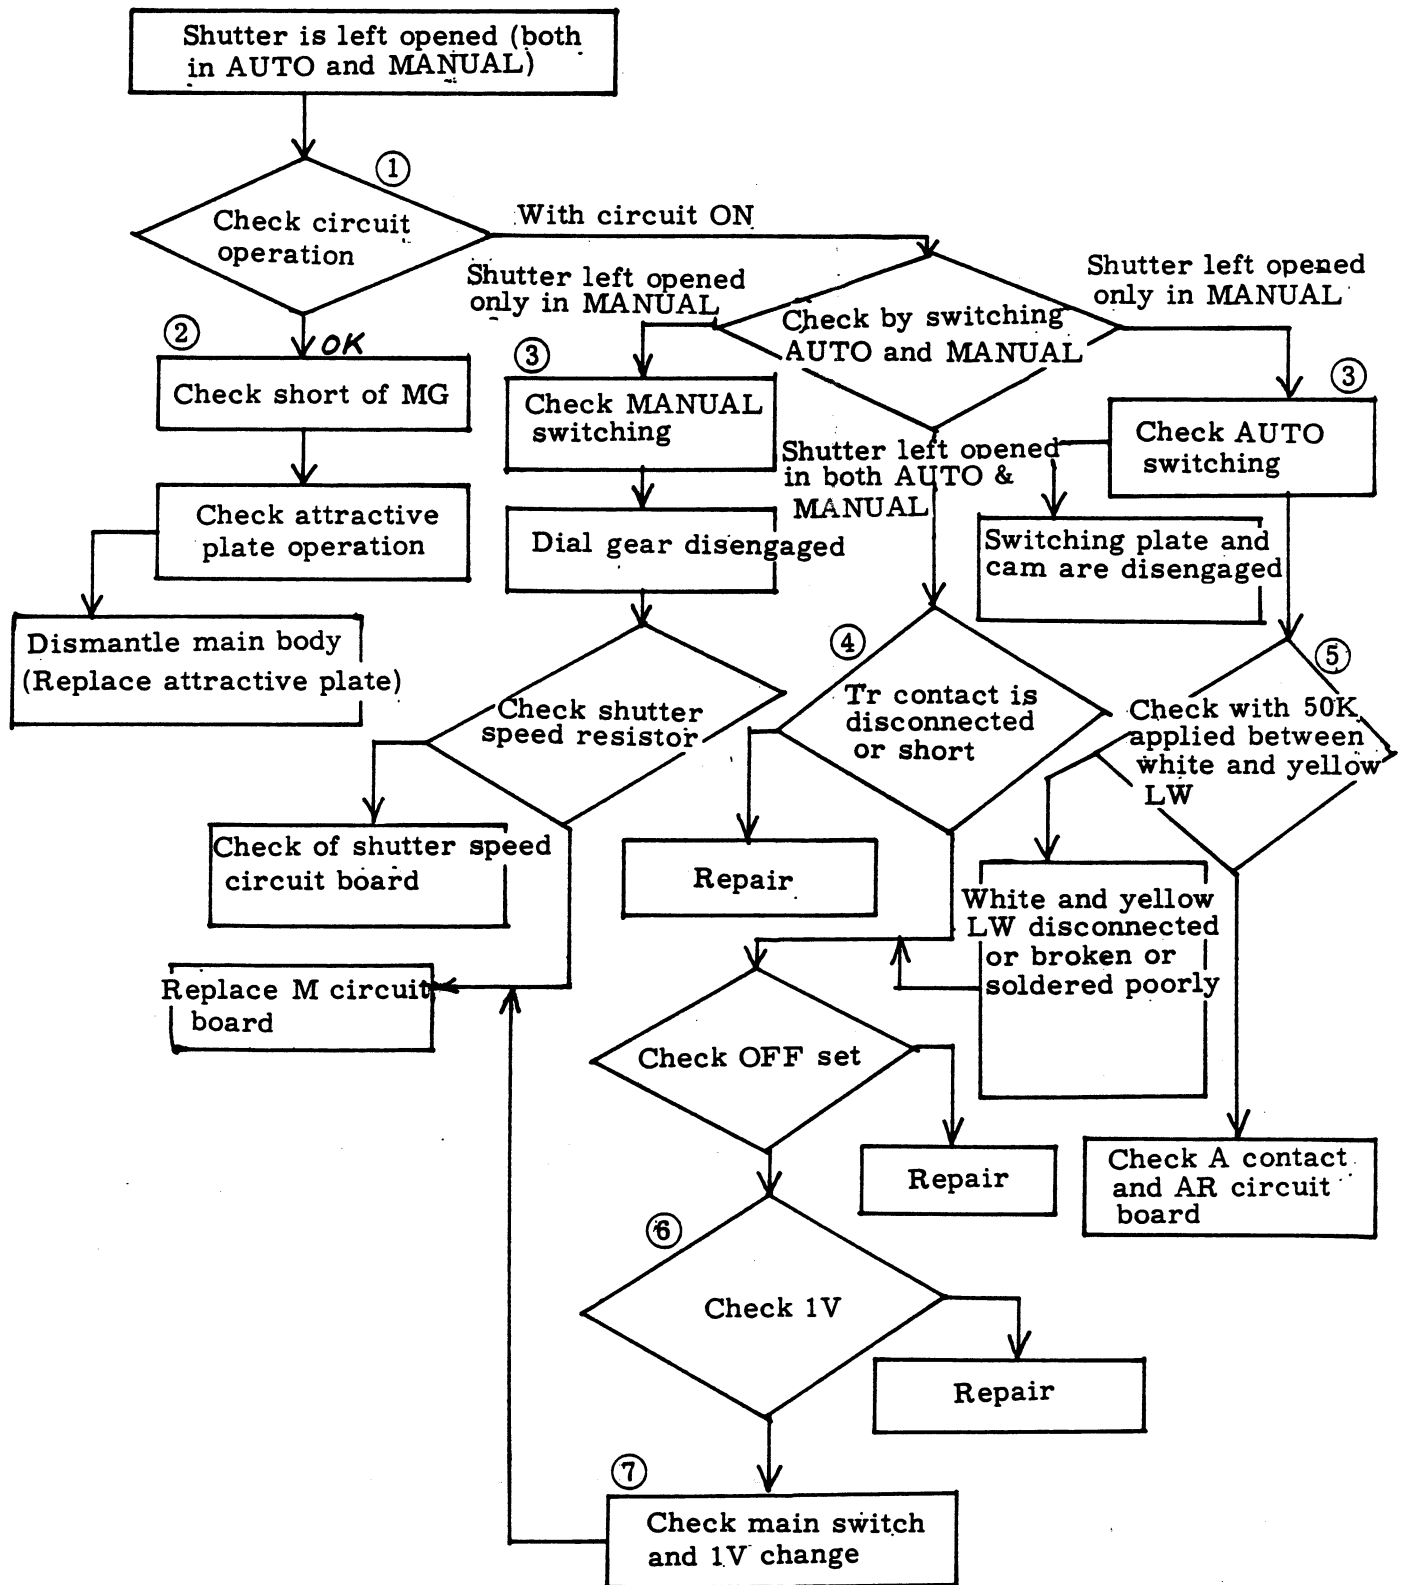 Shutter is left opened (both
in AUTO and MANUAL)
①
Check circuit
operation
With circuit ON
Shutter left opened
only in MANUAL
Check by switching
AUTO and MANUAL
Shutter left opened
only in MANUAL
②
OK
Check short of MG
③
Check MANUAL
switching
③
Check AUTO
switching
Shutter left opened
in both AUTO &
MANUAL
Check attractive
plate operation
Dial gear disengaged
Switching plate and
cam are disengaged
Dismantle main body
(Replace attractive plate)
Check shutter
speed resistor
④
Tr contact is
disconnected
or short
⑤
Check with 50K
applied between
white and yellow
LW
Check of shutter speed
circuit board
Repair
White and yellow
LW disconnected
or broken or
soldered poorly
Replace M circuit
board
Check OFF set
Repair
Check A contact
and AR circuit
board
⑥
Check 1V
Repair
⑦
Check main switch
and 1V change